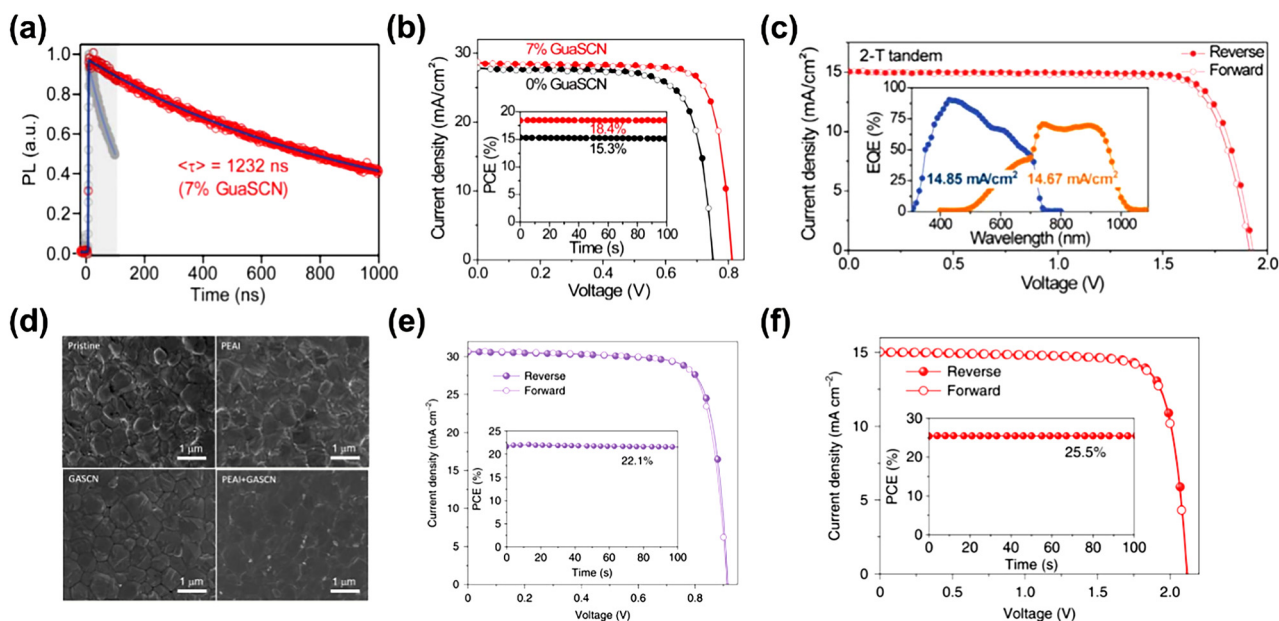 (a)
PL (a.u.)
1.0
0.8
0.6
0.4
0.2
0.0
<τ> = 1232 ns
(7% GuaSCN)
0 200 400 600 800 1000
Time (ns)
(b)
Current density (mA/cm²)
30
20
10
0
7% GuaSCN
0% GuaSCN
PCE (%)
20
15
10
5
0
18.4%
15.3%
0 20 40 60 80 100
Time (s)
0.0 0.2 0.4 0.6 0.8
Voltage (V)
(c)
Current density (mA/cm²)
15
10
5
0
2-T tandem
Reverse
Forward
EQE (%)
100
75
50
25
0
14.85 mA/cm²
14.67 mA/cm²
400 600 800 1000
Wavelength (nm)
0.0 0.5 1.0 1.5 2.0
Voltage (V)
(d)
Pristine
1 μm
PEAI
1 μm
GASCN
1 μm
PEAI+GASCN
1 μm
(e)
Current density (mA cm⁻²)
30
25
20
15
10
5
0
Reverse
Forward
PCE (%)
25
20
15
10
5
0
22.1%
0 20 40 60 80 100
Time (s)
0 0.2 0.4 0.6 0.8
Voltage (V)
(f)
Current density (mA cm⁻²)
15
10
5
0
Reverse
Forward
PCE (%)
30
25
20
15
10
5
0
25.5%
0 20 40 60 80 100
Time (s)
0 0.5 1.0 1.5 2.0
Voltage (V)